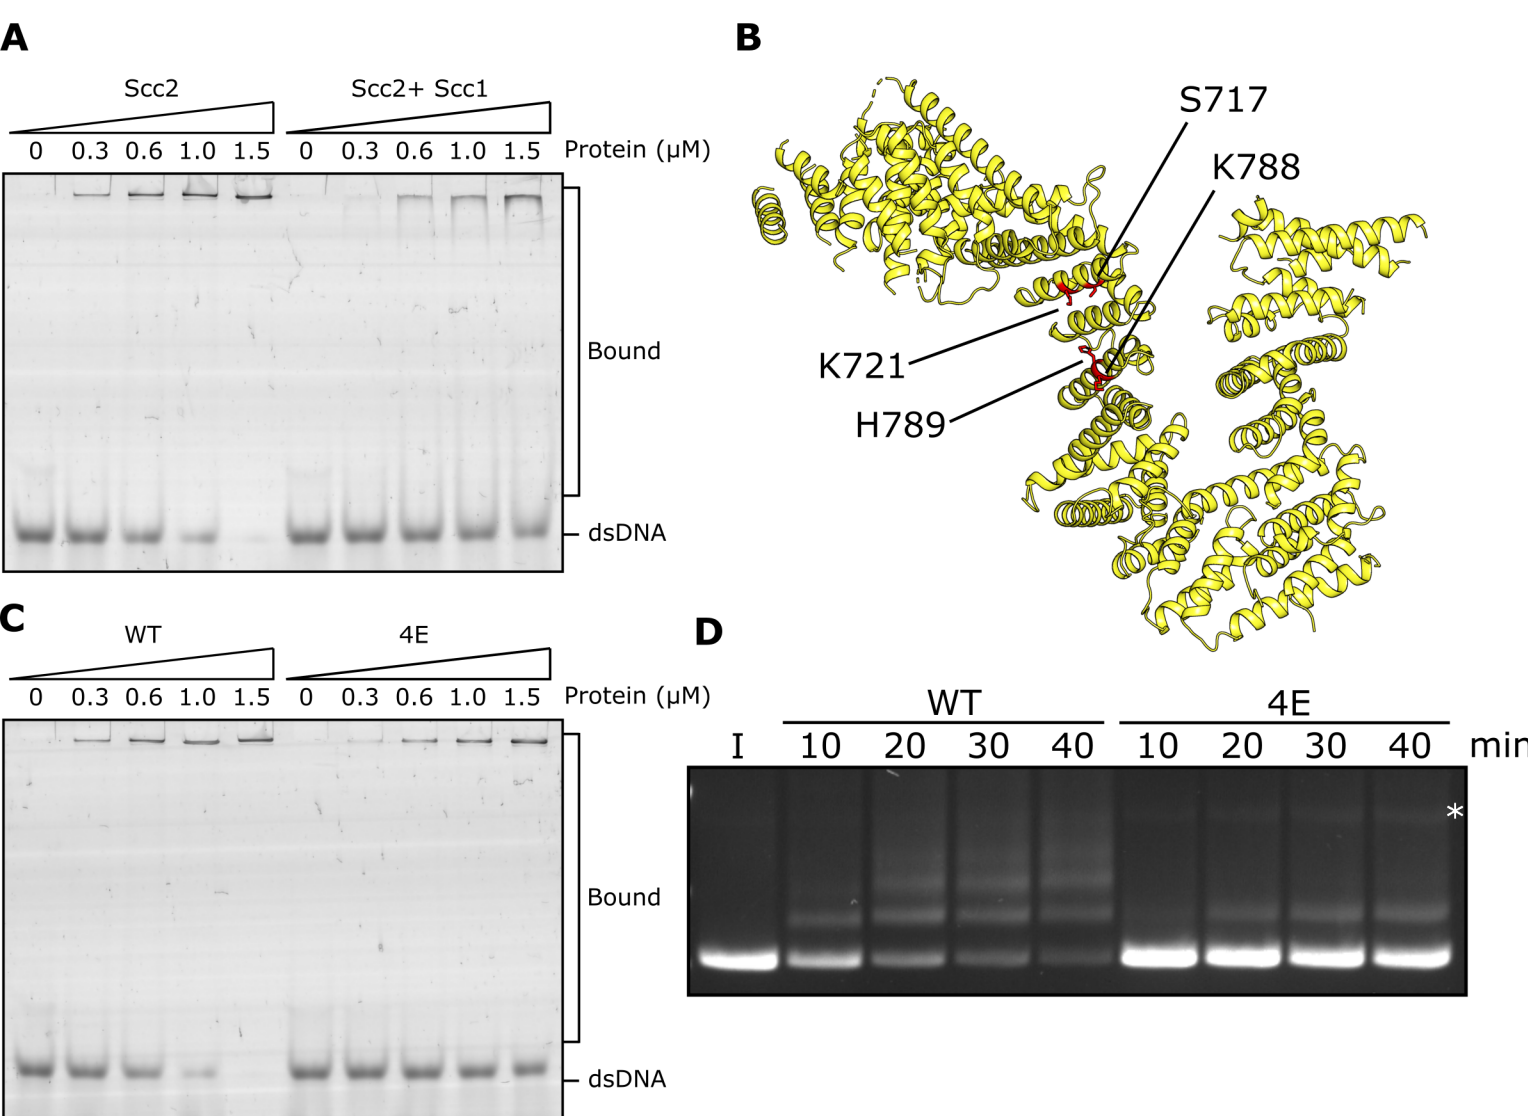 A
Scc2 Scc2+ Scc1
0 0.3 0.6 1.0 1.5 0 0.3 0.6 1.0 1.5 Protein (µM)
Bound
dsDNA
B
S717
K788
K721
H789
C
WT 4E
0 0.3 0.6 1.0 1.5 0 0.3 0.6 1.0 1.5 Protein (µM)
Bound
dsDNA
D
WT 4E
I 10 20 30 40 10 20 30 40 min
*